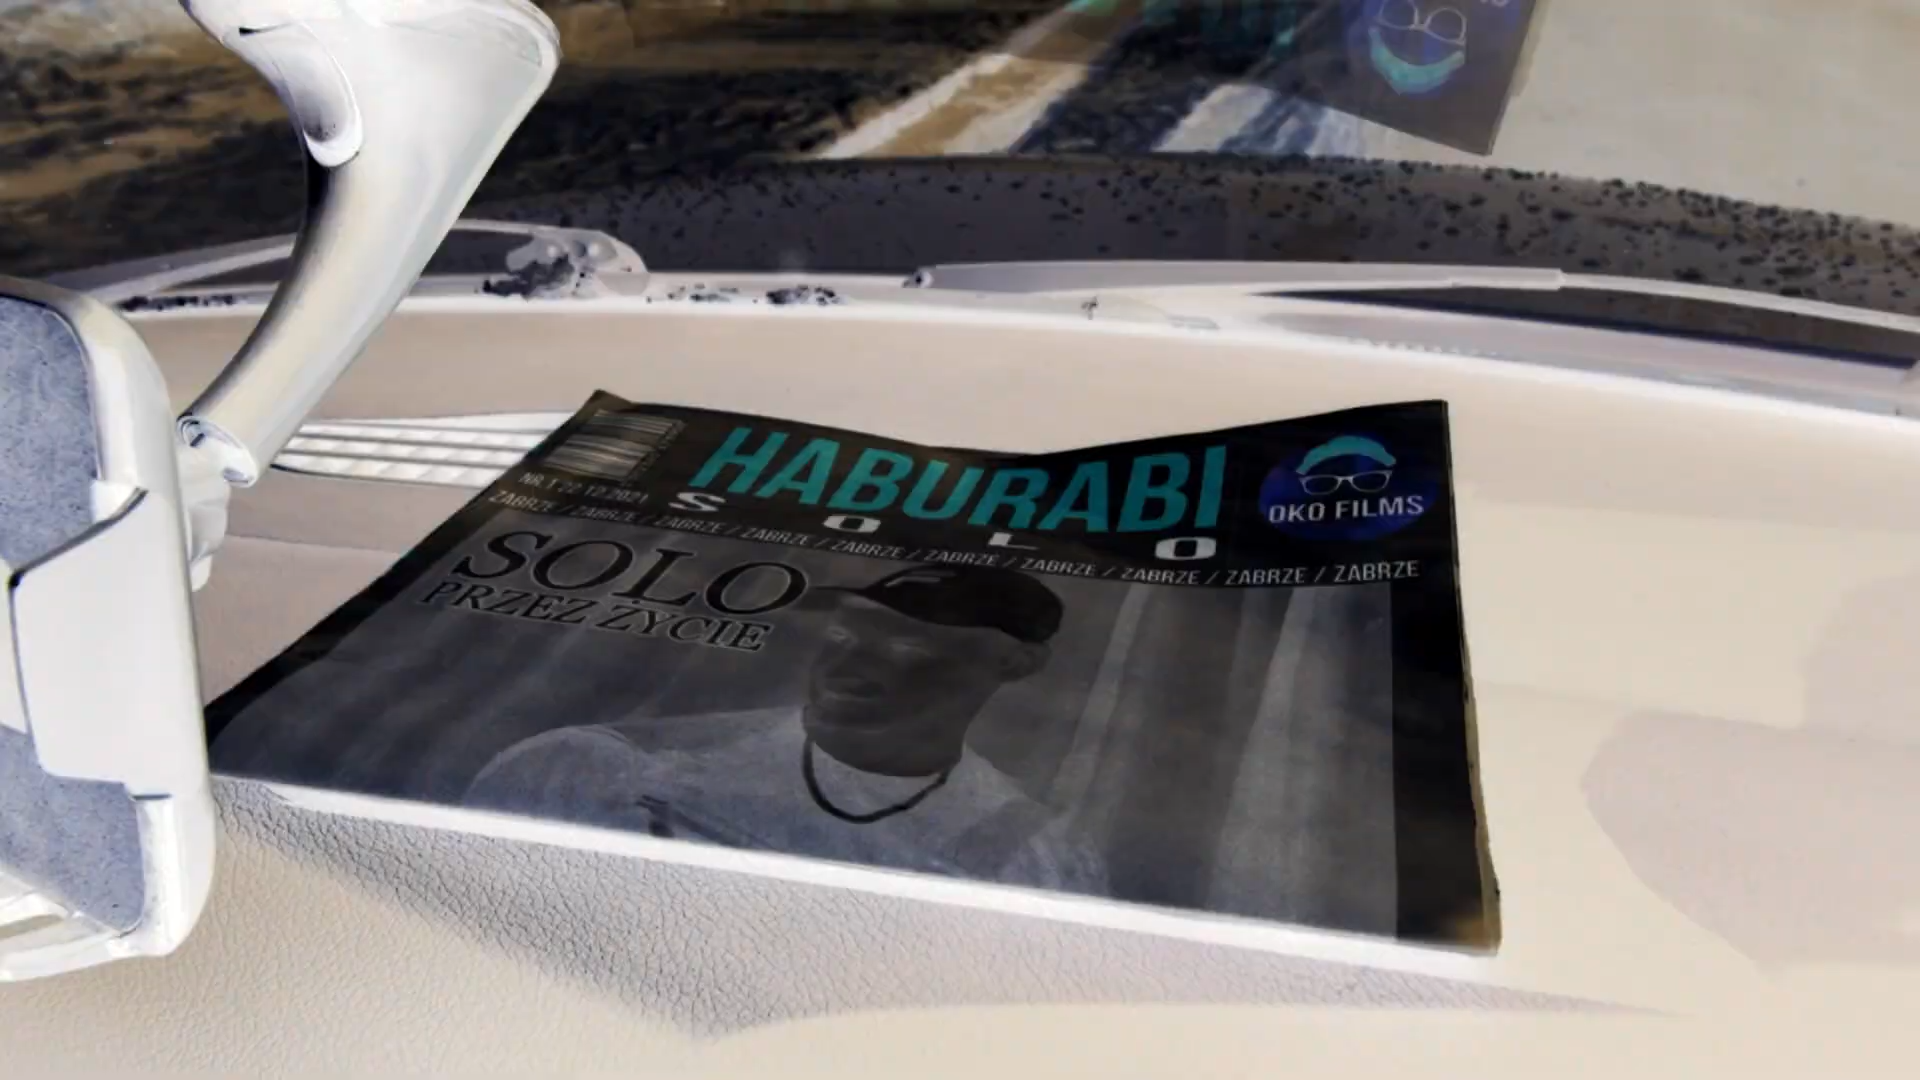 HABURABI
NR.1 22.12.2021
S O L O
OKO FILMS
ZABRZE / ZABRZE / ZABRZE / ZABRZE / ZABRZE / ZABRZE / ZABRZE / ZABRZE / ZABRZE / ZABRZE
SOLO
PRZEZ ŻYCIE